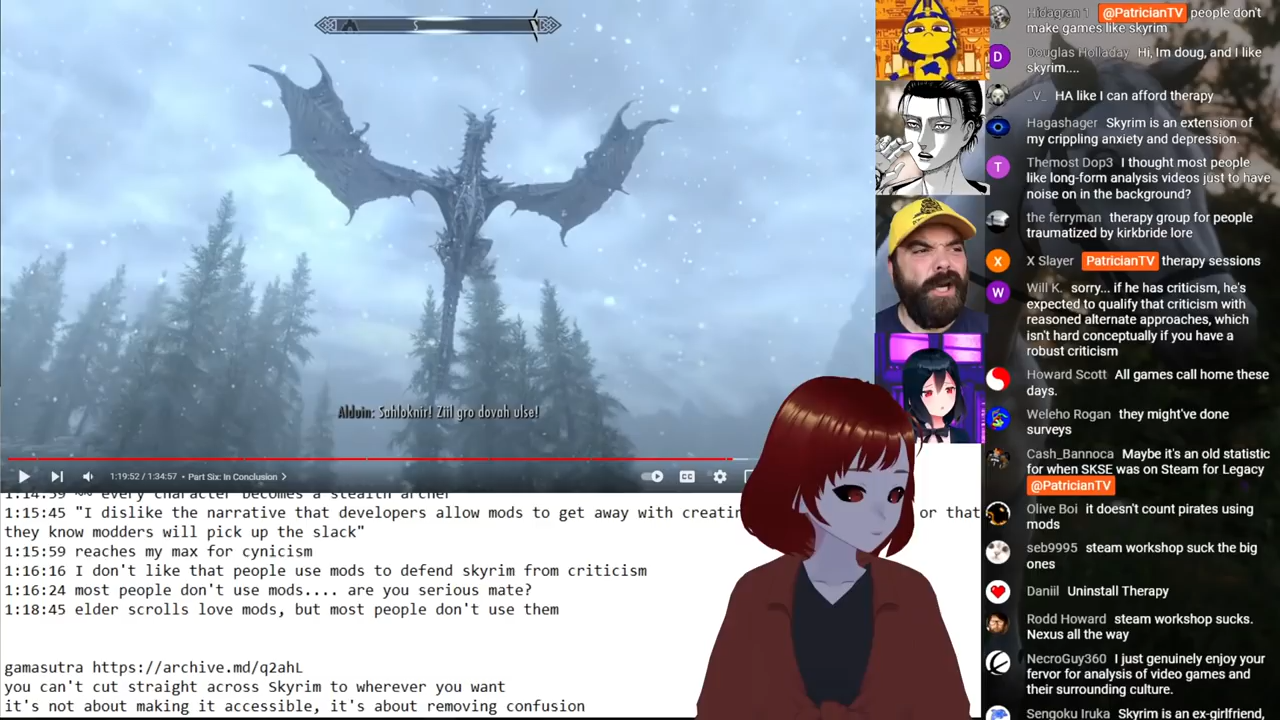 Alduin: Sahloknir! Ziil gro dovah ulse!
1:19:52 / 1:34:57 • Part Six: In Conclusion
CC
1:14:59 ^^ every character becomes a stealth archer
1:15:45 "I dislike the narrative that developers allow mods to get away with creatin or that
they know modders will pick up the slack"
1:15:59 reaches my max for cynicism
1:16:16 I don't like that people use mods to defend skyrim from criticism
1:16:24 most people don't use mods.... are you serious mate?
1:18:45 elder scrolls love mods, but most people don't use them
gamasutra https://archive.md/q2ahL
you can't cut straight across Skyrim to wherever you want
it's not about making it accessible, it's about removing confusion
Hidagran 1 @PatricianTV people don't
make games like skyrim
D
Douglas Holladay Hi, Im doug, and I like
skyrim....
_V_ HA like I can afford therapy
Hagashager Skyrim is an extension of
my crippling anxiety and depression.
T
Themost Dop3 I thought most people
like long-form analysis videos just to have
noise on in the background?
the ferryman therapy group for people
traumatized by kirkbride lore
X
X Slayer PatricianTV therapy sessions
W
Will K. sorry... if he has criticism, he's
expected to qualify that criticism with
reasoned alternate approaches, which
isn't hard conceptually if you have a
robust criticism
Howard Scott All games call home these
days.
Weleho Rogan they might've done
surveys
Cash_Bannoca Maybe it's an old statistic
for when SKSE was on Steam for Legacy
@PatricianTV
Olive Boi it doesn't count pirates using
mods
seb9995 steam workshop suck the big
ones
Daniil Uninstall Therapy
Rodd Howard steam workshop sucks.
Nexus all the way
NecroGuy360 I just genuinely enjoy your
fervor for analysis of video games and
their surrounding culture.
Sengoku Iruka Skyrim is an ex-girlfriend,